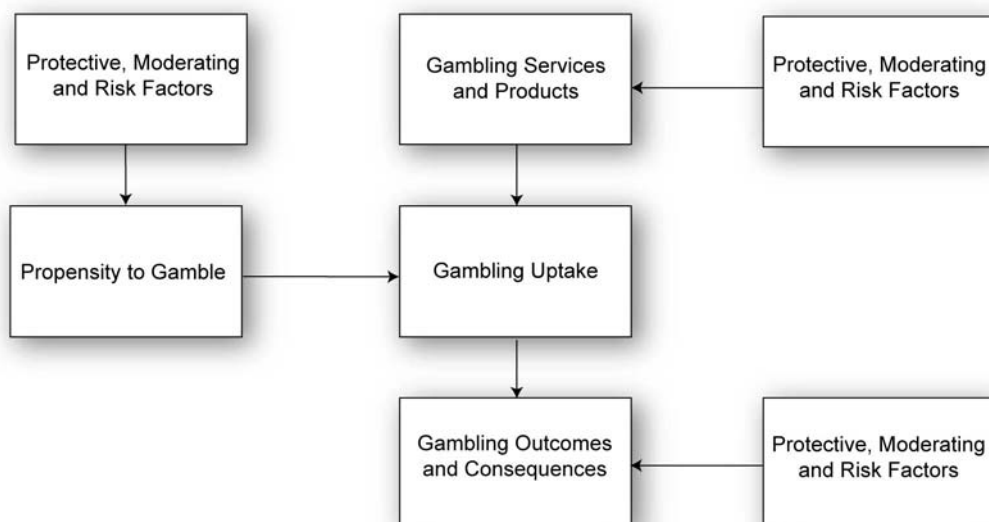 Protective, Moderating
and Risk Factors
Gambling Services
and Products
Protective, Moderating
and Risk Factors
Propensity to Gamble
Gambling Uptake
Gambling Outcomes
and Consequences
Protective, Moderating
and Risk Factors